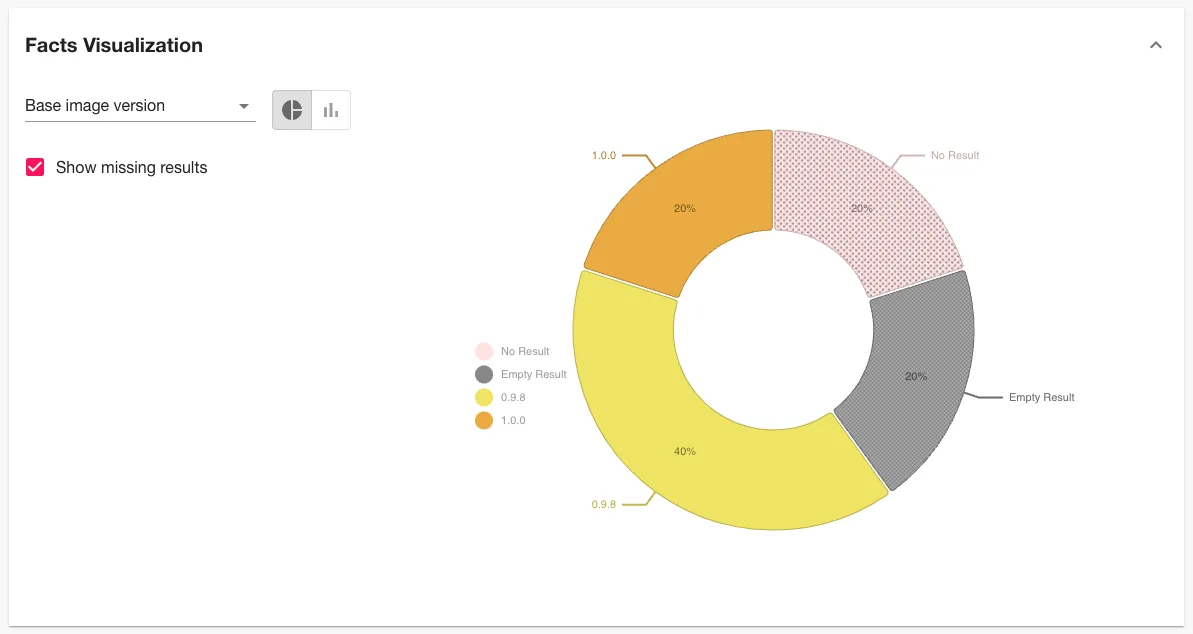 Facts Visualization
Base image version
Show missing results
1.0.0
No Result
20%
20%
No Result
Empty Result
0.9.8
1.0.0
20%
Empty Result
40%
0.9.8